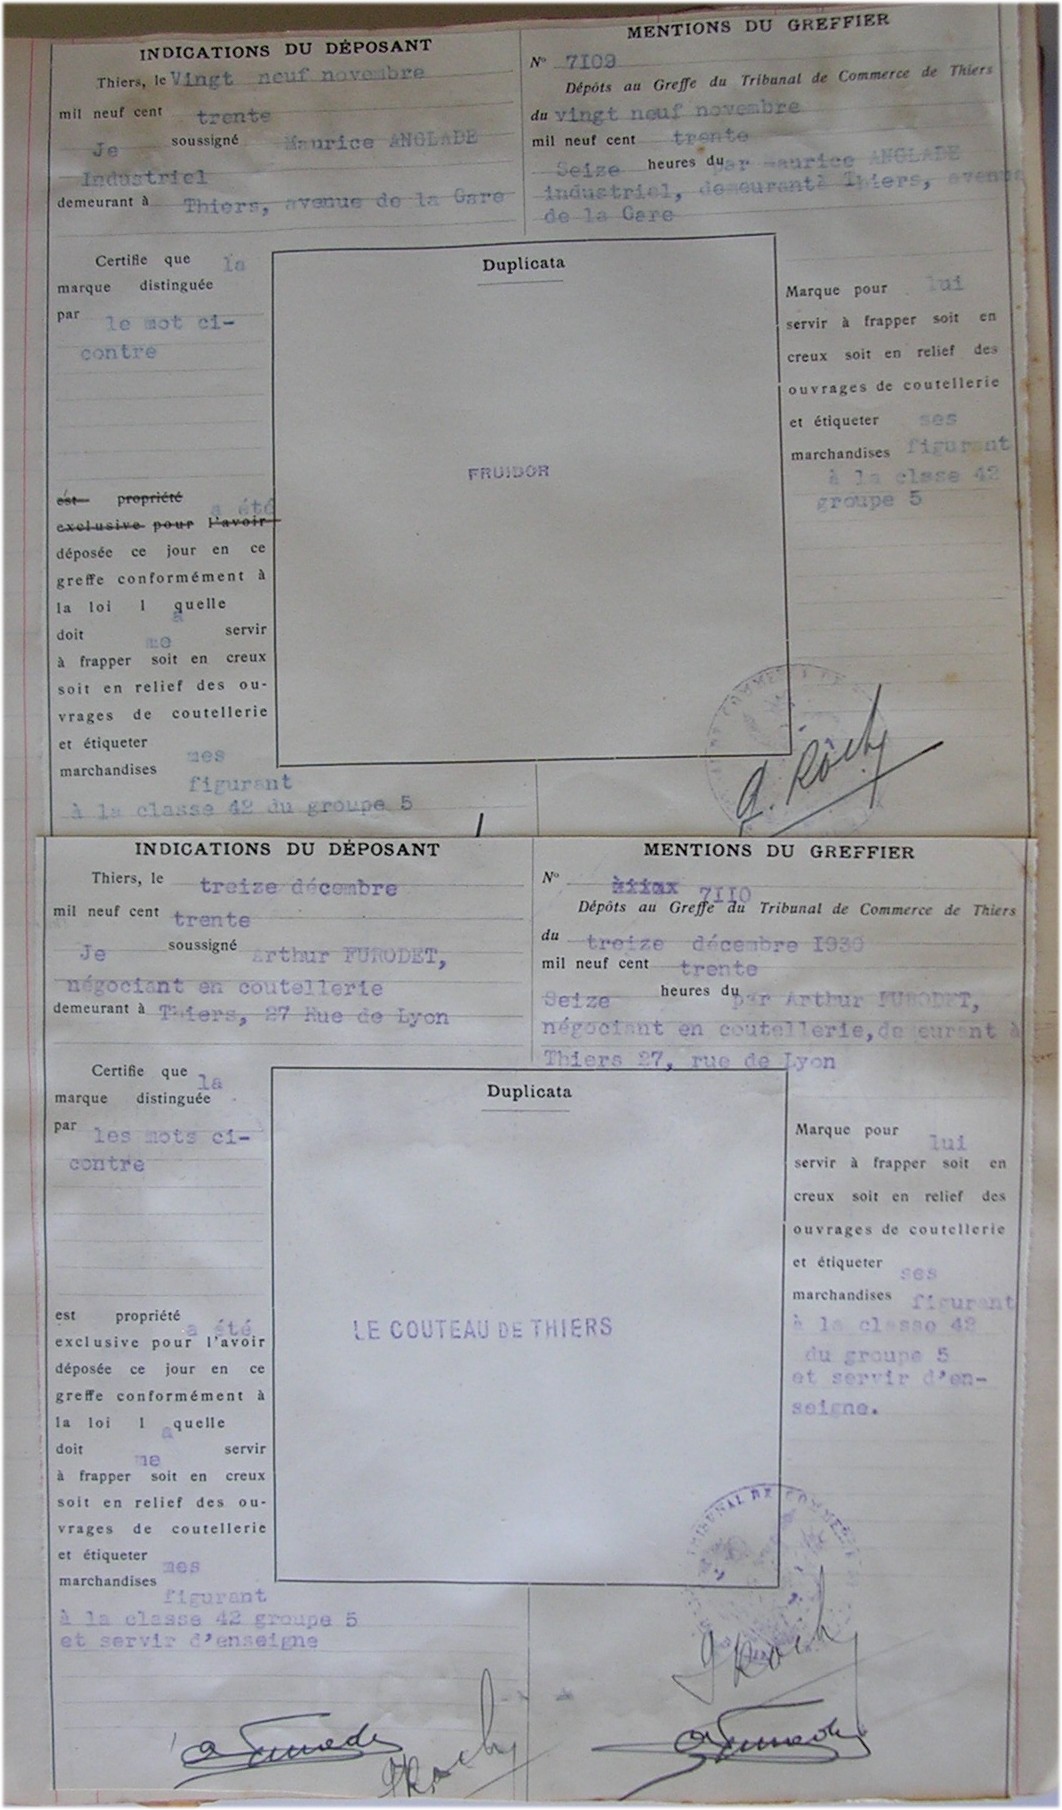 INDICATIONS DU DÉPOSANT
Thiers, le Vingt neuf novembre
mil neuf cent trente
Je soussigné Maurice ANGLADE
Industriel
demeurant à Thiers, avenue de la Gare
MENTIONS DU GREFFIER
N° 7I09
Dépôts au Greffe du Tribunal de Commerce de Thiers
du vingt neuf novembre
mil neuf cent trente
Seize heures du par Maurice ANGLADE
industriel, demeurantà Thiers, avenue
de la Gare
Certifie que la
marque distinguée
par le mot ci-
contre
est propriété
a été
exclusive pour l'avoir
déposée ce jour en ce
greffe conformément à
la loi l a quelle
doit me servir
à frapper soit en creux
soit en relief des ou-
vrages de coutellerie
et étiqueter mes
marchandises figurant
à la classe 42 du groupe 5
Duplicata
FRUIDOR
Marque pour lui
servir à frapper soit en
creux soit en relief des
ouvrages de coutellerie
et étiqueter ses
marchandises figurant
à la clsse 42
groupe 5
COMMERCE DE
G. Roch
INDICATIONS DU DÉPOSANT
Thiers, le treize décembre
mil neuf cent trente
Je soussigné Arthur FURODET,
négociant en coutellerie
demeurant à Thiers, 27 Rue de Lyon
MENTIONS DU GREFFIER
N° 7II0
Dépôts au Greffe du Tribunal de Commerce de Thiers
du treize décembre I930
mil neuf cent trente
Seize heures du par Arthur FURODET,
négociant en coutellerie, demeurant à
Thiers 27, rue de Lyon
Certifie que la
marque distinguée
par les mots ci-
contre
est propriété
a été
exclusive pour l'avoir
déposée ce jour en ce
greffe conformément à
la loi l a quelle
doit me servir
à frapper soit en creux
soit en relief des ou-
vrages de coutellerie
et étiqueter mes
marchandises figurant
à la classe 42 groupe 5
et servir d'enseigne
Duplicata
LE COUTEAU DE THIERS
Marque pour lui
servir à frapper soit en
creux soit en relief des
ouvrages de coutellerie
et étiqueter ses
marchandises figurant
à la classe 42
du groupe 5
et servir d'en-
seigne.
TRIBUNAL DE COMMERCE
G Roch